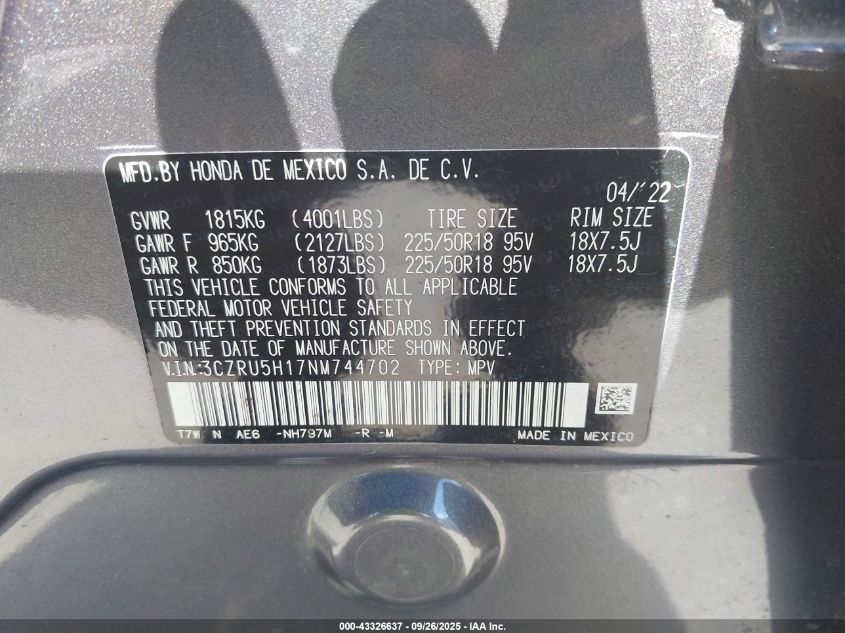 MFD.BY HONDA DE MEXICO S.A. DE C.V.
04/'22
GVWR 1815KG (4001LBS) TIRE SIZE RIM SIZE
GAWR F 965KG (2127LBS) 225/50R18 95V 18X7.5J
GAWR R 850KG (1873LBS) 225/50R18 95V 18X7.5J
THIS VEHICLE CONFORMS TO ALL APPLICABLE
FEDERAL MOTOR VEHICLE SAFETY
AND THEFT PREVENTION STANDARDS IN EFFECT
ON THE DATE OF MANUFACTURE SHOWN ABOVE.
V.I.N.:3CZRU5H17NM744702 TYPE: MPV
T7W N AE6 -NH797M -R -M MADE IN MEXICO
000-43326637 - 09/26/2025 - IAA Inc.